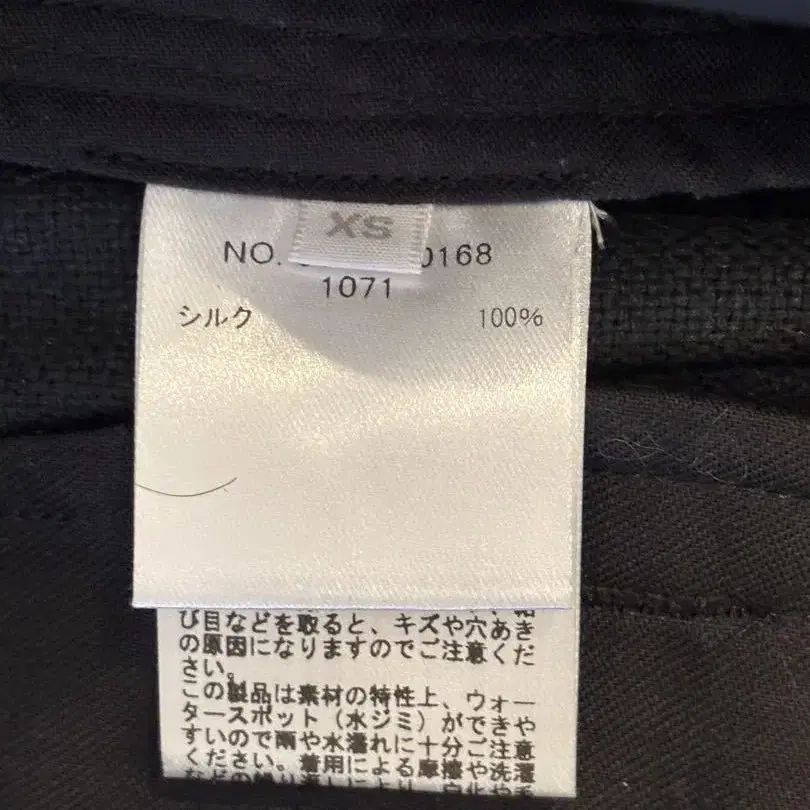 XS
NO. 0168
1071
シルク 100%
び目などを取ると、キズや穴あき
の原因になりますのでご注意くだ
さい。
この製品は素材の特性上、ウォー
タースポット（水ジミ）ができや
すいので雨や水濡れに十分ご注意
ください。着用による摩擦や洗濯